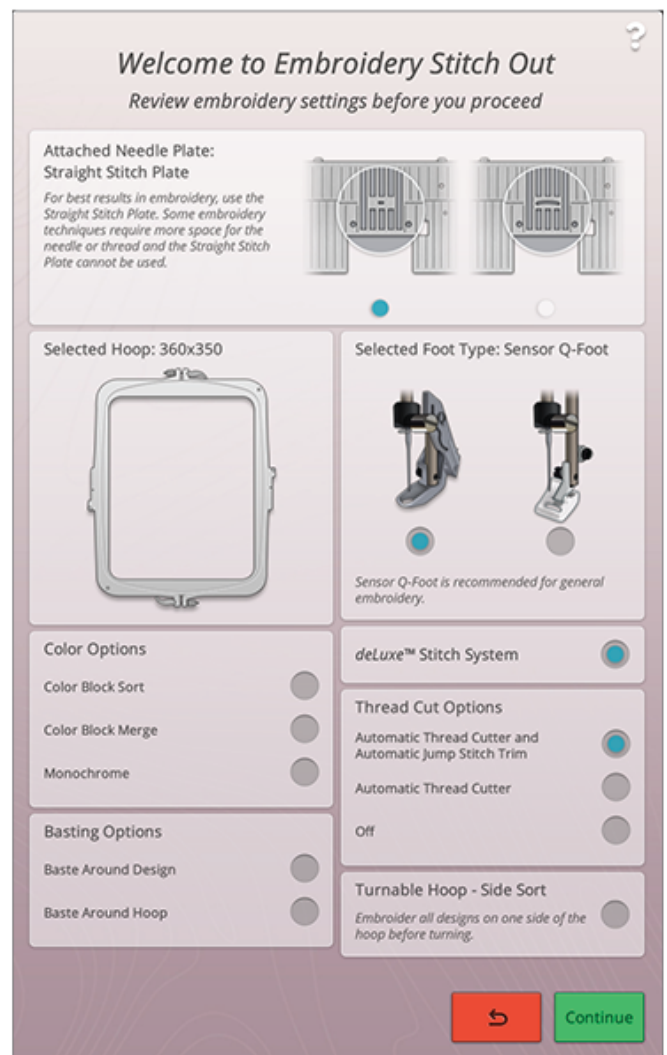 ?
Welcome to Embroidery Stitch Out
Review embroidery settings before you proceed
Attached Needle Plate:
Straight Stitch Plate
For best results in embroidery, use the
Straight Stitch Plate. Some embroidery
techniques require more space for the
needle or thread and the Straight Stitch
Plate cannot be used.
Selected Hoop: 360x350
Selected Foot Type: Sensor Q-Foot
Sensor Q-Foot is recommended for general
embroidery.
Color Options
Color Block Sort
Color Block Merge
Monochrome
deLuxe™ Stitch System
Thread Cut Options
Automatic Thread Cutter and
Automatic Jump Stitch Trim
Automatic Thread Cutter
Off
Basting Options
Baste Around Design
Baste Around Hoop
Turnable Hoop - Side Sort
Embroider all designs on one side of the
hoop before turning.
Continue